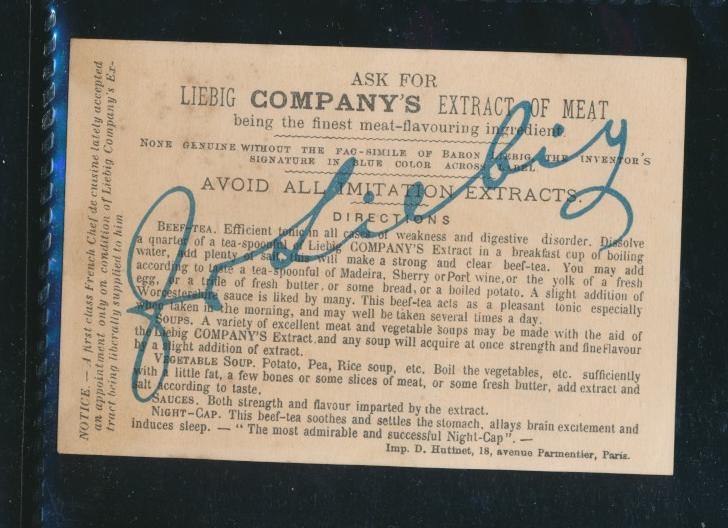 ASK FOR
LIEBIG COMPANY'S EXTRACT OF MEAT
being the finest meat-flavouring ingredient
NONE GENUINE WITHOUT THE FAC-SIMILE OF BARON LIEBIG, THE INVENTOR'S
SIGNATURE IN BLUE COLOR ACROSS LABEL
AVOID ALL IMITATION EXTRACTS.
DIRECTIONS
BEEF-TEA. Efficient tonic in all cases of weakness and digestive disorder. Dissolve
a quarter of a tea-spoonful of Liebig COMPANY'S Extract in a breakfast cup of boiling
water, add plenty of salt, this will make a strong and clear beef-tea. You may add
according to taste a tea-spoonful of Madeira, Sherry or Port wine, or the yolk of a fresh
egg, or a trifle of fresh butter, or some bread, or a boiled potato. A slight addition of
Worcestershire sauce is liked by many. This beef-tea acts as a pleasant tonic especially
when taken in the morning, and may well be taken several times a day.
SOUPS. A variety of excellent meat and vegetable soups may be made with the aid of
the Liebig COMPANY'S Extract and any soup will acquire at once strength and fine flavour
by a slight addition of extract.
VEGETABLE SOUP. Potato, Pea, Rice soup, etc. Boil the vegetables, etc. sufficiently
with a little fat, a few bones or some slices of meat, or some fresh butter, add extract and
salt according to taste.
SAUCES. Both strength and flavour imparted by the extract.
NIGHT-CAP. This beef-tea soothes and settles the stomach, allays brain excitement and
induces sleep. — "The most admirable and successful Night-Cap". —
Imp. D. Huttnet, 18, avenue Parmentier, Paris.
NOTICE. — A first class French Chef de cuisine lately accepted
an appointment only on condition of Liebig Company's Ex-
tract being liberally supplied to him
J v Liebig